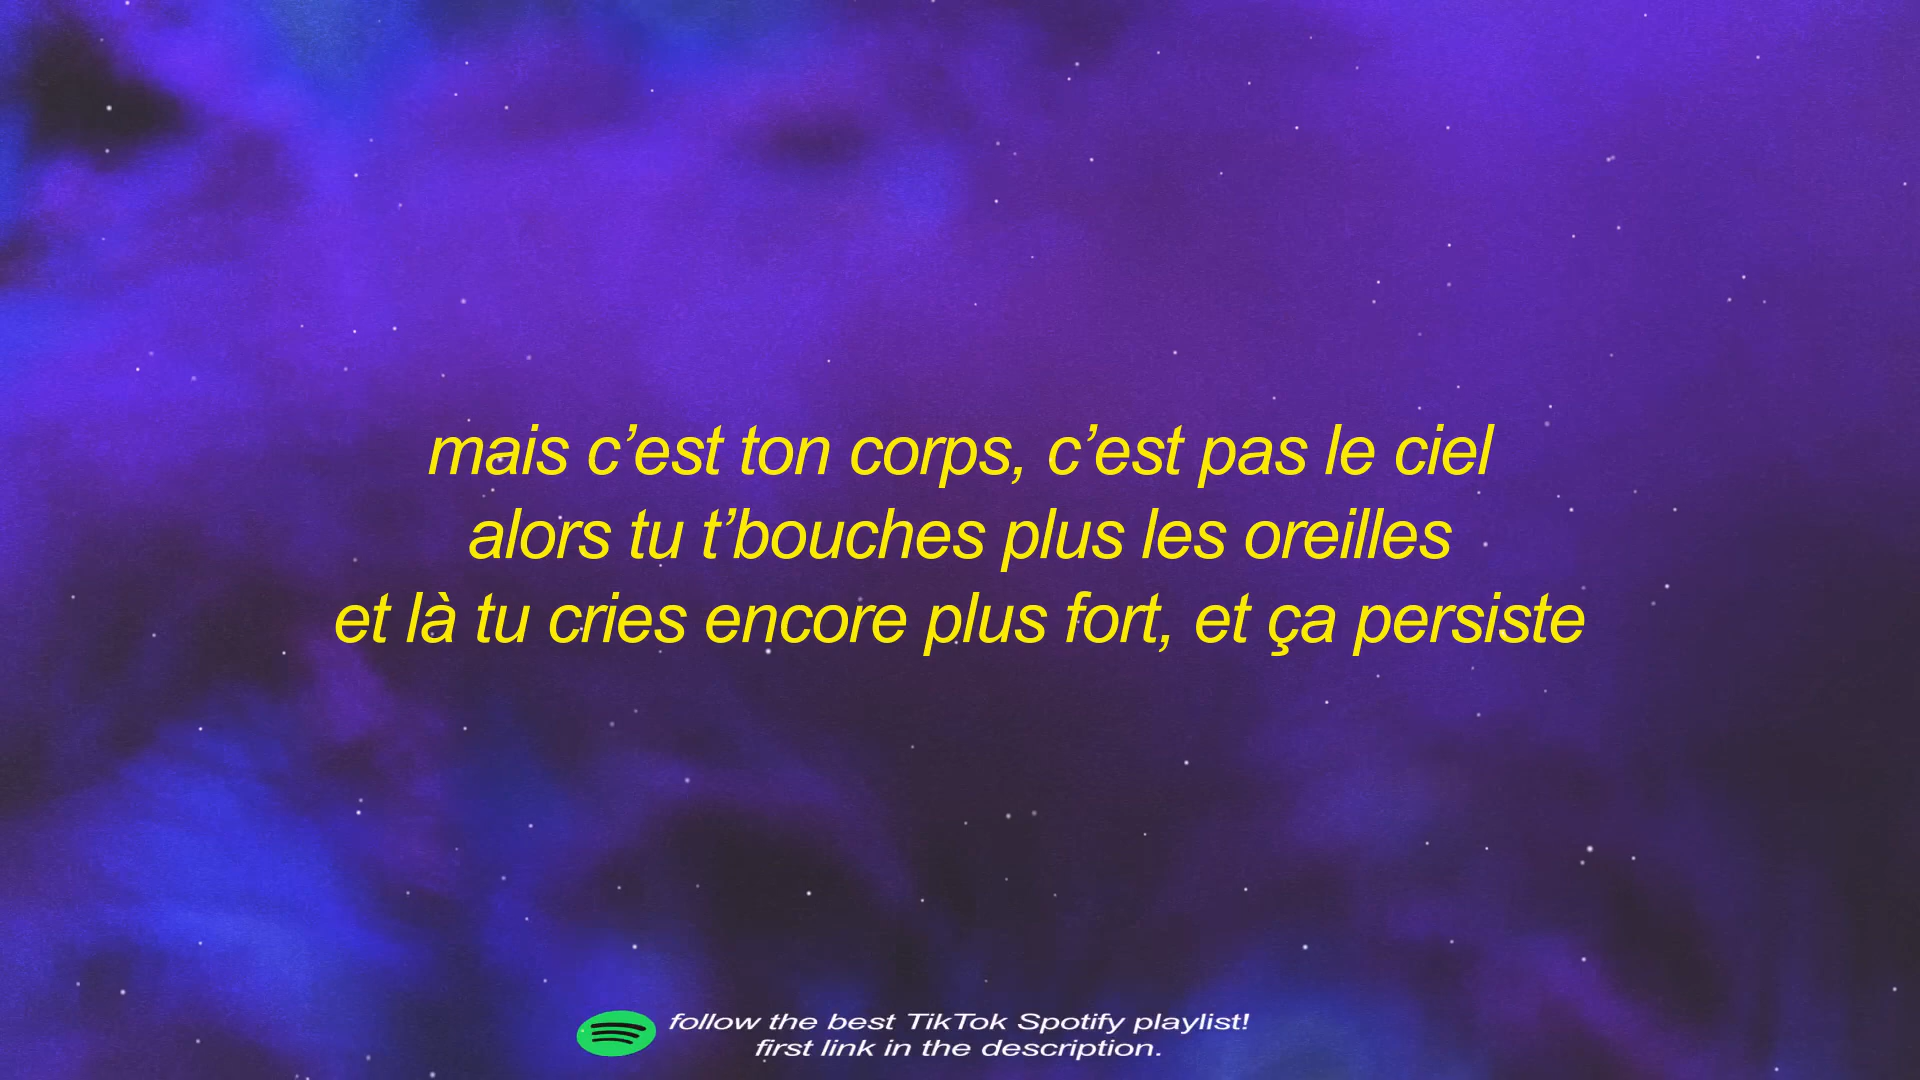 mais c’est ton corps, c’est pas le ciel
alors tu t’bouches plus les oreilles
et là tu cries encore plus fort, et ça persiste
follow the best TikTok Spotify playlist!
first link in the description.